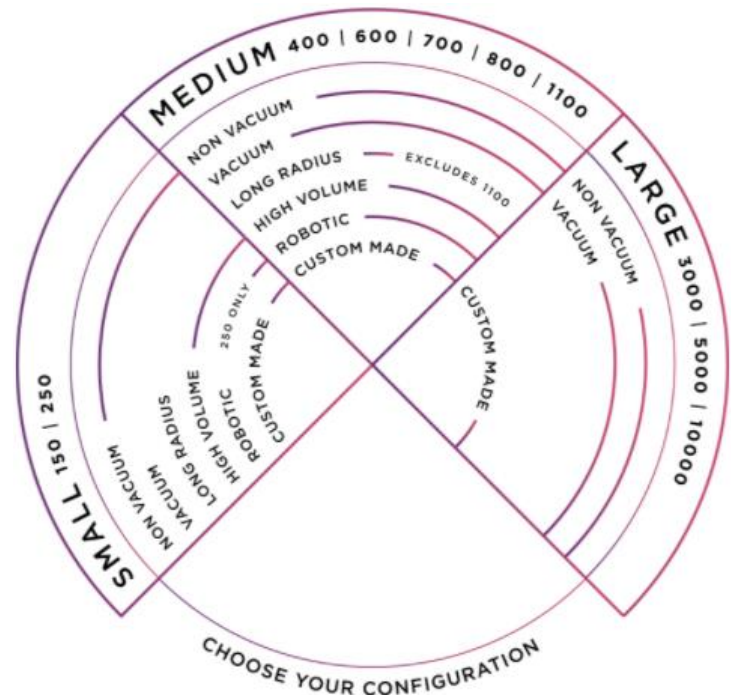 MEDIUM 400 | 600 | 700 | 800 | 1100
NON VACUUM
VACUUM
LONG RADIUS
EXCLUDES 1100
HIGH VOLUME
ROBOTIC
CUSTOM MADE
LARGE 3000 | 5000 | 10000
NON VACUUM
VACUUM
CUSTOM MADE
SMALL 150 | 250
NON VACUUM
VACUUM
LONG RADIUS
HIGH VOLUME
ROBOTIC
250 ONLY
CUSTOM MADE
CHOOSE YOUR CONFIGURATION